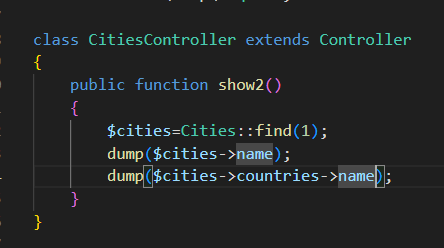 class CitiesController extends Controller
{
    public function show2()
    {
        $cities=Cities::find(1);
        dump($cities->name);
        dump($cities->countries->name);
    }
}